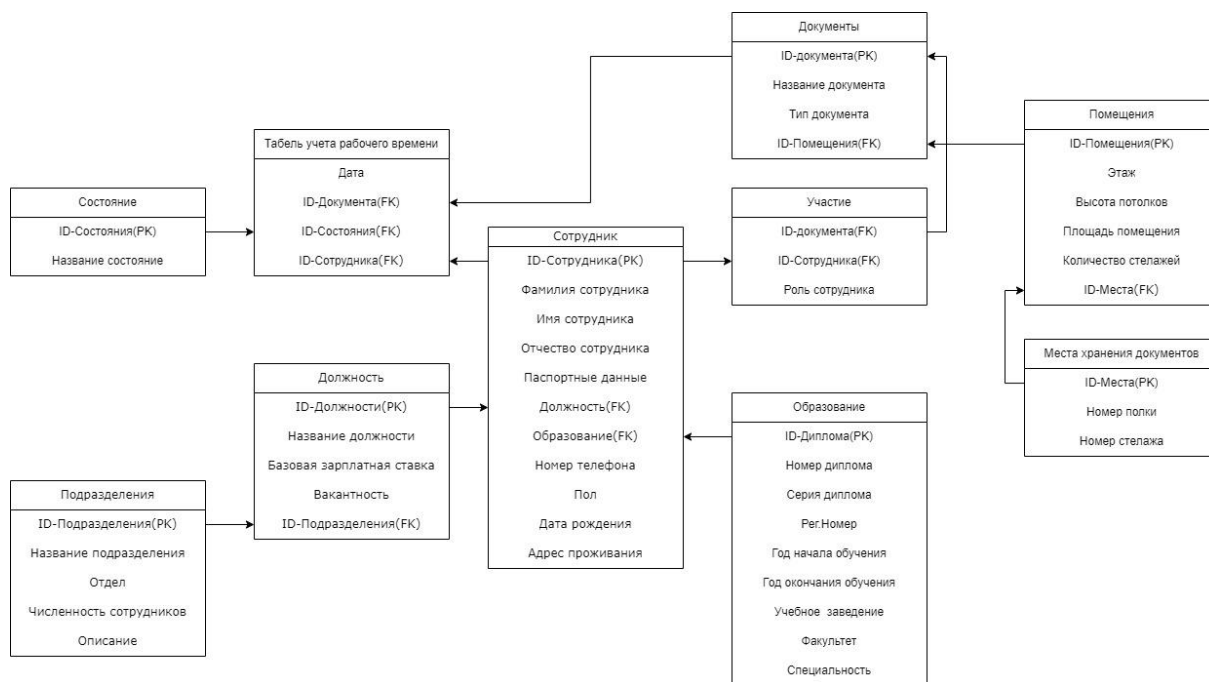 Документы
ID-документа(PK)
Название документа
Тип документа
ID-Помещения(FK)
Помещения
ID-Помещения(PK)
Этаж
Высота потолков
Площадь помещения
Количество стелажей
ID-Места(FK)
Табель учета рабочего времени
Дата
ID-Документа(FK)
ID-Состояния(FK)
ID-Сотрудника(FK)
Состояние
ID-Состояния(PK)
Название состояние
Участие
ID-документа(FK)
ID-Сотрудника(FK)
Роль сотрудника
Сотрудник
ID-Сотрудника(PK)
Фамилия сотрудника
Имя сотрудника
Отчество сотрудника
Паспортные данные
Должность(FK)
Образование(FK)
Номер телефона
Пол
Дата рождения
Адрес проживания
Места хранения документов
ID-Места(PK)
Номер полки
Номер стелажа
Должность
ID-Должности(PK)
Название должности
Базовая зарплатная ставка
Вакантность
ID-Подразделения(FK)
Образование
ID-Диплома(PK)
Номер диплома
Серия диплома
Рег.Номер
Год начала обучения
Год окончания обучения
Учебное заведение
Факультет
Специальность
Подразделения
ID-Подразделения(PK)
Название подразделения
Отдел
Численность сотрудников
Описание